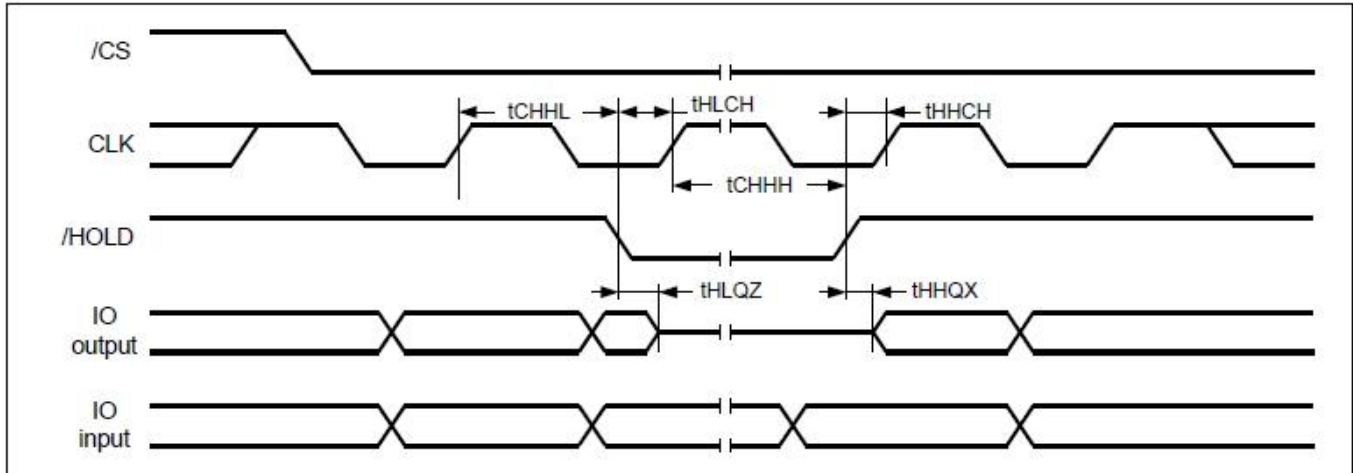 /CS
tCHHL
tHLCH
tHHCH
CLK
tCHHH
/HOLD
tHLQZ
tHHQX
IO
output
IO
input